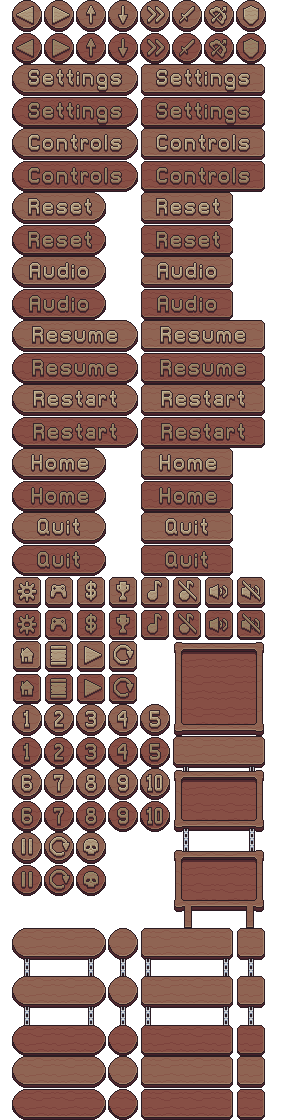 Settings Settings
Settings Settings
Controls Controls
Controls Controls
Reset Reset
Reset Reset
Audio Audio
Audio Audio
Resume Resume
Resume Resume
Restart Restart
Restart Restart
Home Home
Home Home
Quit Quit
Quit Quit
$
$
1 2 3 4 5
1 2 3 4 5
6 7 8 9 10
6 7 8 9 10